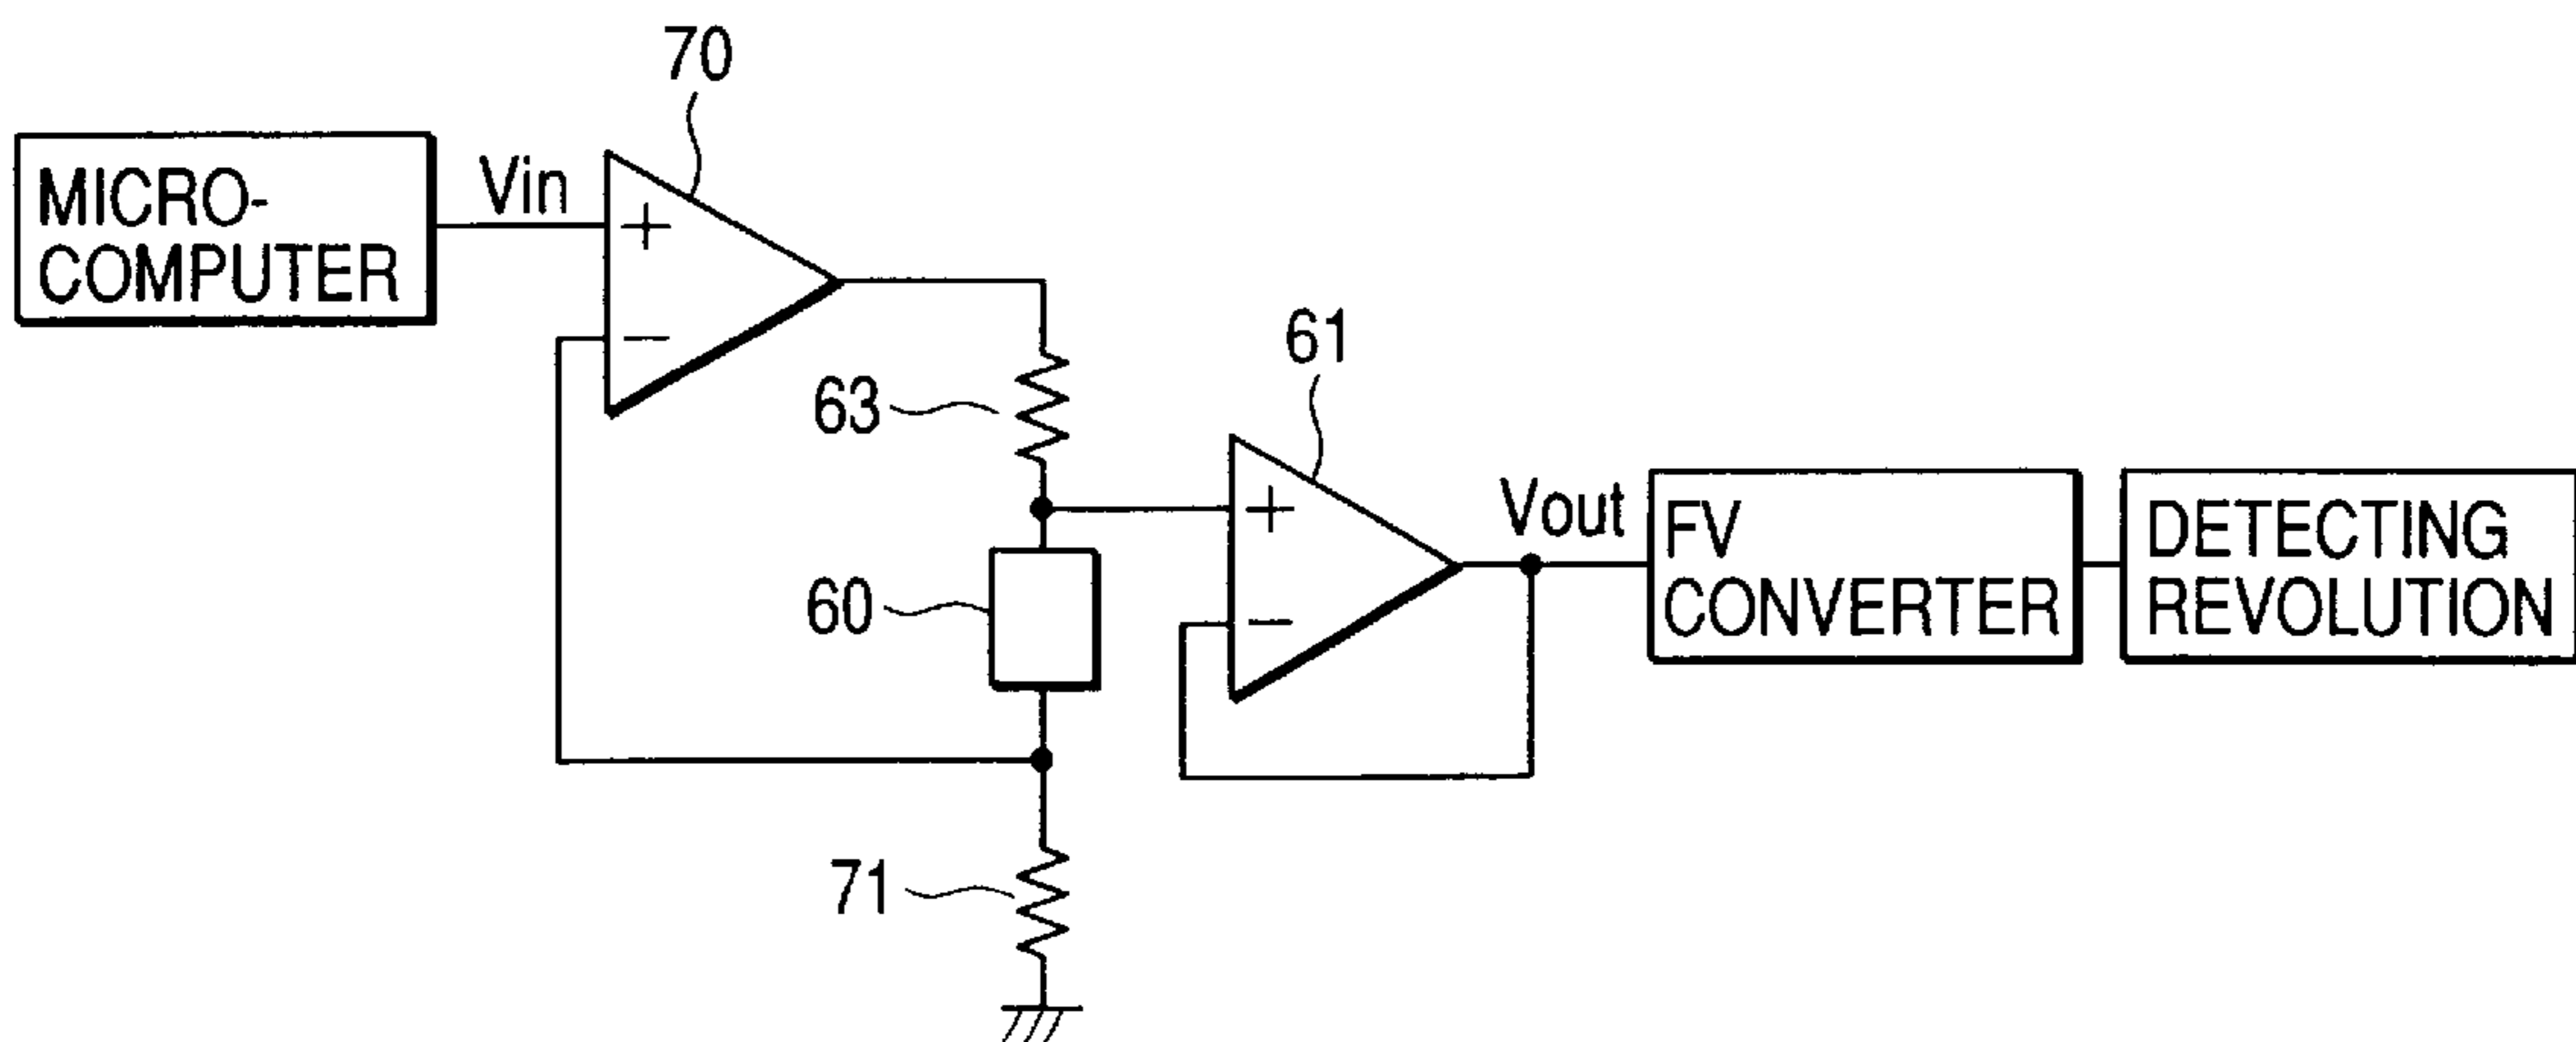 70
MICRO-
COMPUTER
Vin
+
−
63
61
60
+
−
Vout
FV
CONVERTER
DETECTING
REVOLUTION
71